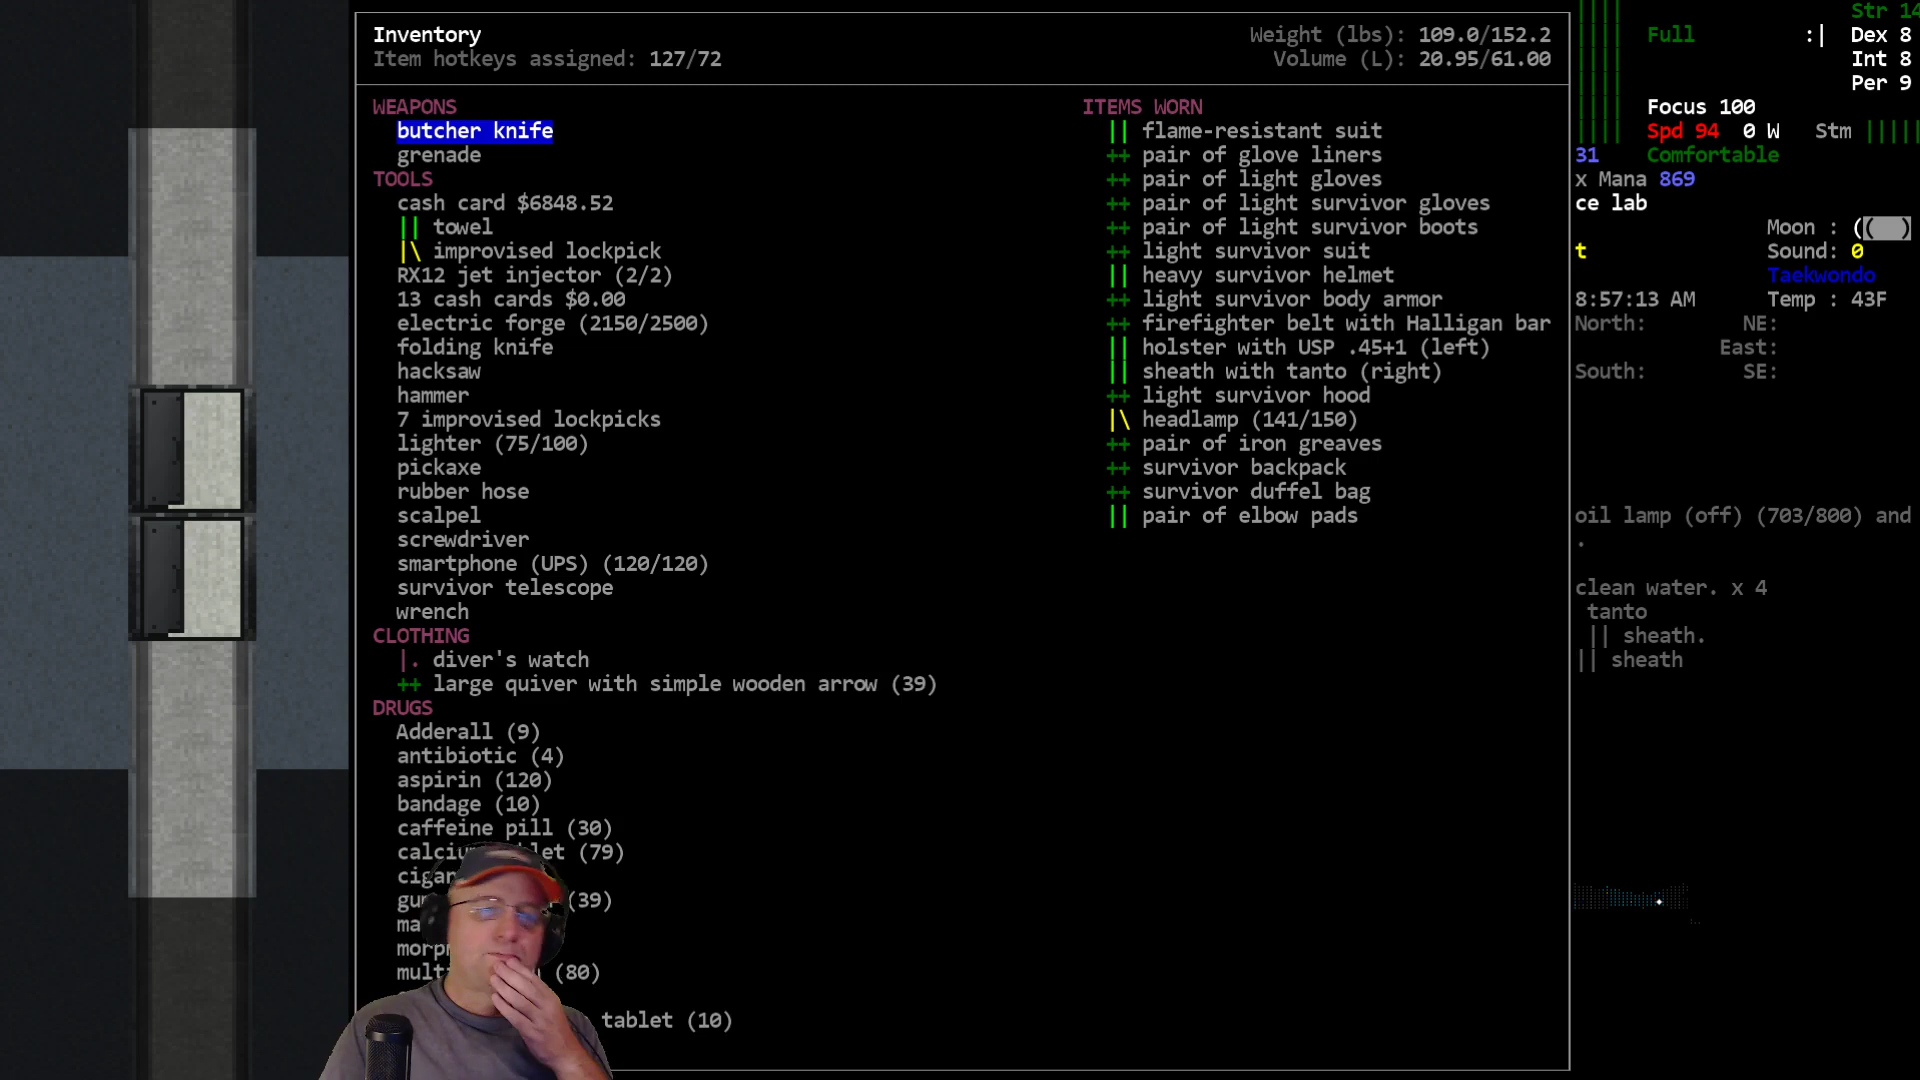 Inventory
Item hotkeys assigned: 127/72
Weight (lbs): 109.0/152.2
Volume (L): 20.95/61.00
WEAPONS
butcher knife
grenade
TOOLS
cash card $6848.52
|| towel
|\ improvised lockpick
RX12 jet injector (2/2)
13 cash cards $0.00
electric forge (2150/2500)
folding knife
hacksaw
hammer
7 improvised lockpicks
lighter (75/100)
pickaxe
rubber hose
scalpel
screwdriver
smartphone (UPS) (120/120)
survivor telescope
wrench
CLOTHING
|. diver's watch
++ large quiver with simple wooden arrow (39)
DRUGS
Adderall (9)
antibiotic (4)
aspirin (120)
bandage (10)
caffeine pill (30)
(79)
(39)
(80)
tablet (10)
ITEMS WORN
|| flame-resistant suit
++ pair of glove liners
++ pair of light gloves
++ pair of light survivor gloves
++ pair of light survivor boots
++ light survivor suit
|| heavy survivor helmet
++ light survivor body armor
++ firefighter belt with Halligan bar
|| holster with USP .45+1 (left)
|| sheath with tanto (right)
++ light survivor hood
|\ headlamp (141/150)
++ pair of iron greaves
++ survivor backpack
++ survivor duffel bag
|| pair of elbow pads
Str 14
Full :| Dex 8
Int 8
Per 9
Focus 100
Spd 94 0 W Stm |||||
31 Comfortable
x Mana 869
ce lab
Moon : (( )
t Sound: 0
Taekwondo
8:57:13 AM Temp : 43F
North: NE:
East:
South: SE:
oil lamp (off) (703/800) and
.
clean water. x 4
tanto
|| sheath.
|| sheath